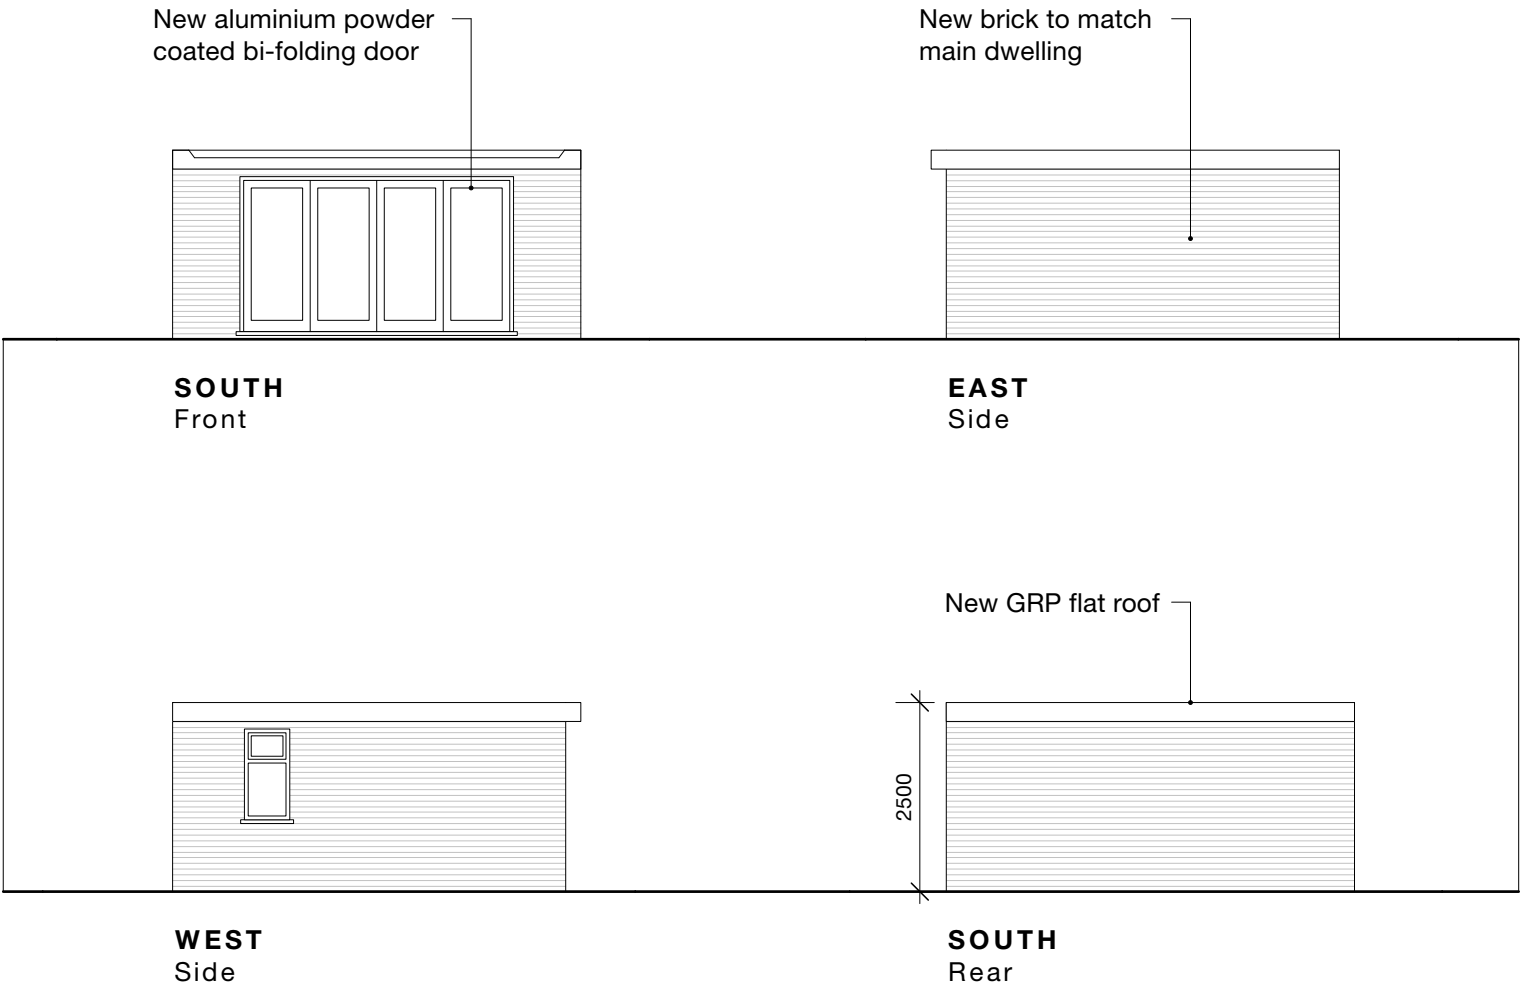 New aluminium powder
coated bi-folding door
New brick to match
main dwelling
SOUTH
Front
EAST
Side
New GRP flat roof
2500
WEST
Side
SOUTH
Rear